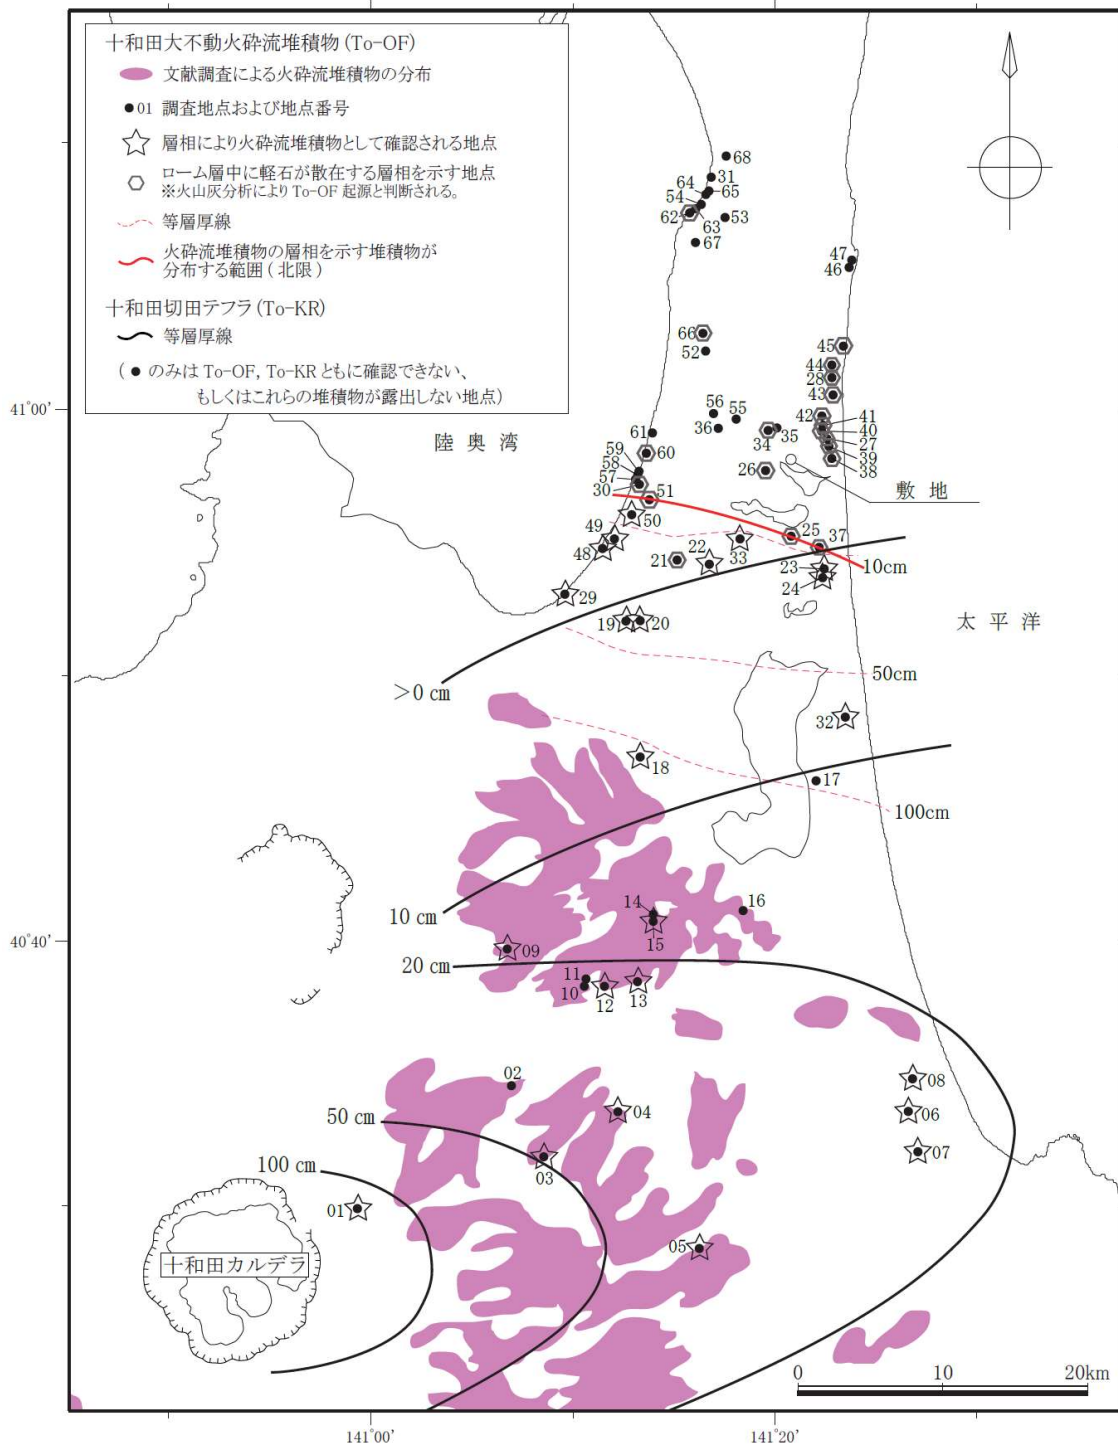 十和田大不動火砕流堆積物 (To-OF)
文献調査による火砕流堆積物の分布
01 調査地点および地点番号
層相により火砕流堆積物として確認される地点
ローム層中に軽石が散在する層相を示す地点
※火山灰分析により To-OF 起源と判断される。
等層厚線
火砕流堆積物の層相を示す堆積物が
分布する範囲 ( 北限 )
十和田切田テフラ (To-KR)
等層厚線
( ● のみは To-OF, To-KR ともに確認できない、
もしくはこれらの堆積物が露出しない地点)
68
31
64
65
54
62
63
53
67
47
46
66
52
45
44
28
43
41°00'
陸奥湾
56
55
42
41
36
34
35
40
27
39
38
61
60
59
58
57
30
51
26
敷地
50
49
48
25
37
33
22
21
23
24
10cm
29
19
20
太平洋
>0 cm
50cm
32
18
17
100cm
10 cm
14
15
16
40°40'
09
20 cm
11
10
12
13
02
08
50 cm
04
06
03
07
100 cm
01
05
十和田カルデラ
0 10 20km
141°00'
141°20'